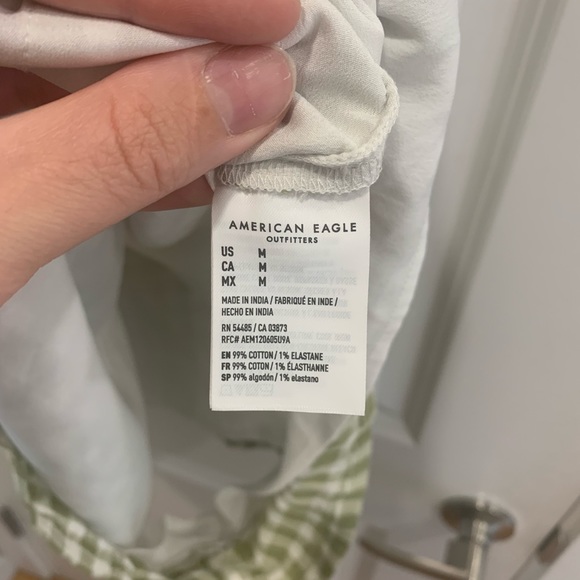 AMERICAN EAGLE
OUTFITTERS
US M
CA M
MX M
MADE IN INDIA / FABRIQUÉ EN INDE /
HECHO EN INDIA
RN 54485 / CA 03873
RFC# AEM120605U9A
EN 99% COTTON / 1% ELASTANE
FR 99% COTON / 1% ÉLASTHANNE
SP 99% algodón / 1% elastano